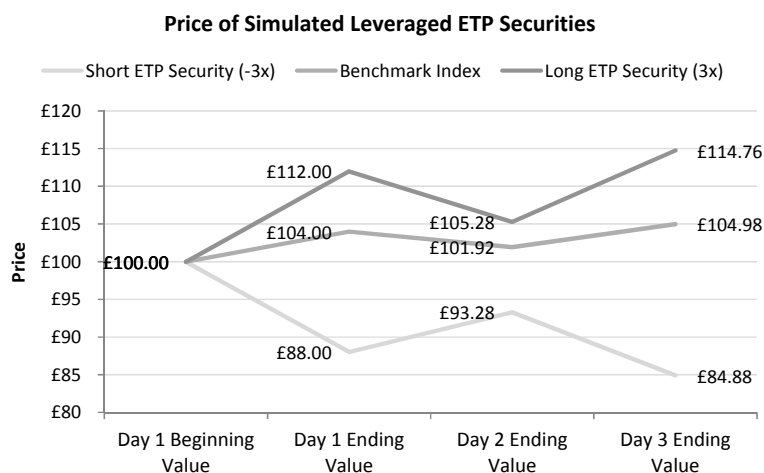 Price of Simulated Leveraged ETP Securities
Short ETP Security (-3x) Benchmark Index Long ETP Security (3x)
£120
£115
£110
£105
£100
£95
£90
£85
£80
Price
£100.00
£112.00
£104.00
£88.00
£105.28
£101.92
£93.28
£114.76
£104.98
£84.88
Day 1 Beginning Value
Day 1 Ending Value
Day 2 Ending Value
Day 3 Ending Value